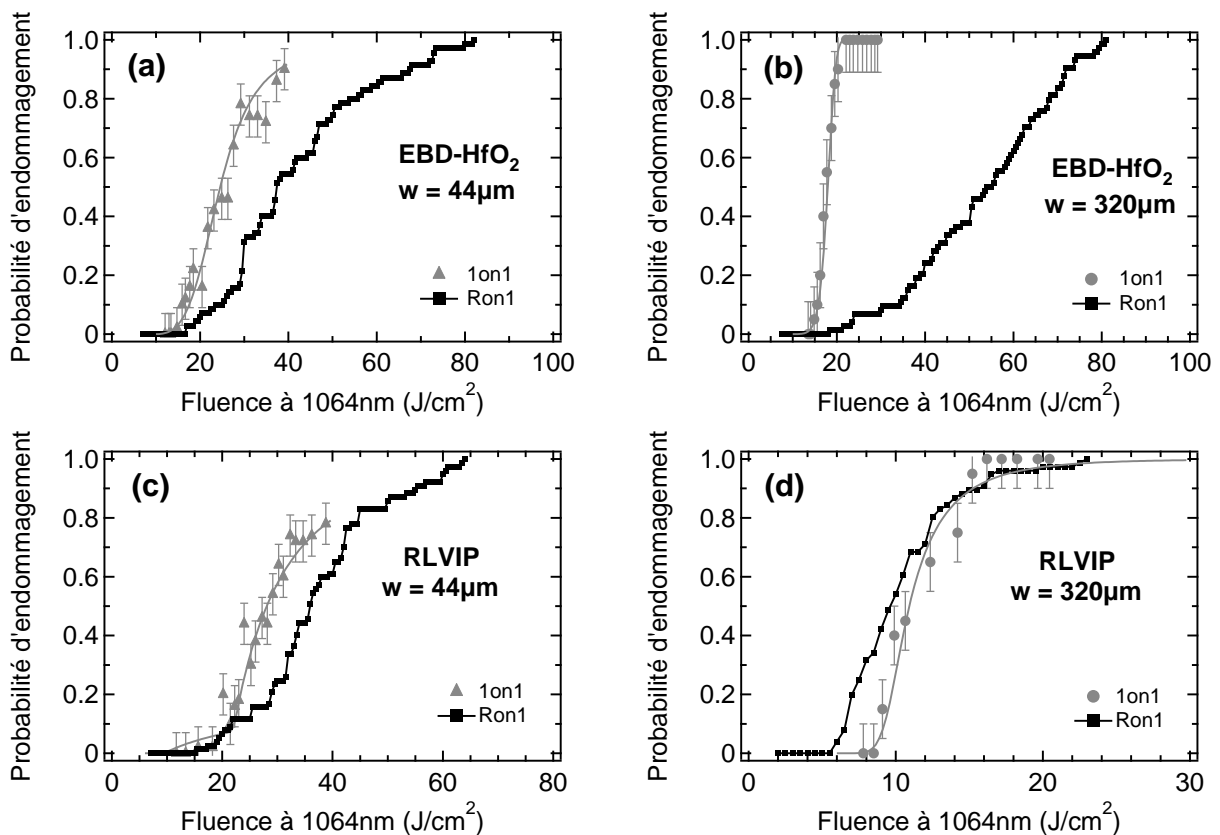 (a)
EBD-HfO2
w = 44µm
1on1
Ron1
Probabilité d'endommagement
1.0
0.8
0.6
0.4
0.2
0
0 20 40 60 80 100
Fluence à 1064nm (J/cm2)
(b)
EBD-HfO2
w = 320µm
1on1
Ron1
Probabilité d'endommagement
1.0
0.8
0.6
0.4
0.2
0
0 20 40 60 80 100
Fluence à 1064nm (J/cm2)
(c)
RLVIP
w = 44µm
1on1
Ron1
Probabilité d'endommagement
1.0
0.8
0.6
0.4
0.2
0
0 20 40 60 80
Fluence à 1064nm (J/cm2)
(d)
RLVIP
w = 320µm
1on1
Ron1
Probabilité d'endommagement
1.0
0.8
0.6
0.4
0.2
0
0 10 20 30
Fluence à 1064nm (J/cm2)